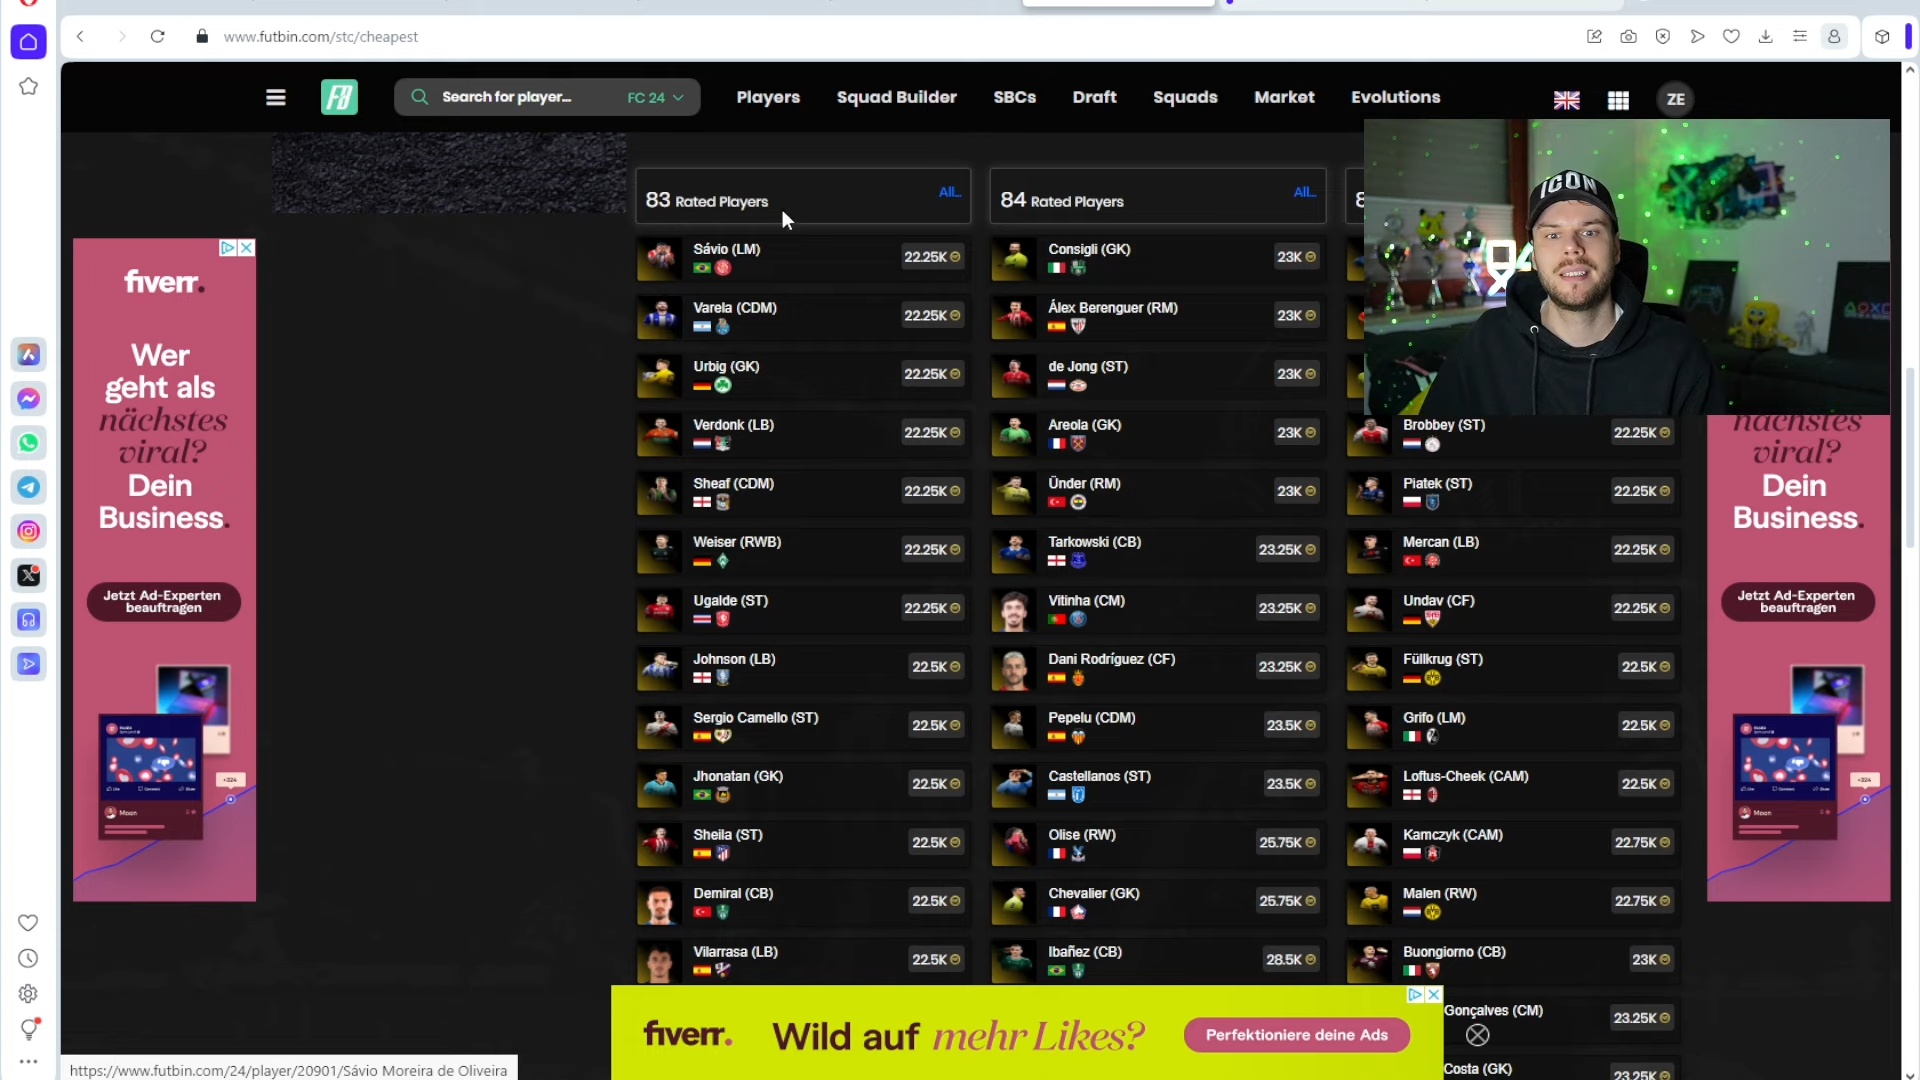 www.futbin.com/stc/cheapest
Search for player...
FC 24
Players
Squad Builder
SBCs
Draft
Squads
Market
Evolutions
ZE
83 Rated Players
All...
Sávio (LM)
22.25K
Varela (CDM)
22.25K
Urbig (GK)
22.25K
Verdonk (LB)
22.25K
Sheaf (CDM)
22.25K
Weiser (RWB)
22.25K
Ugalde (ST)
22.25K
Johnson (LB)
22.5K
Sergio Camello (ST)
22.5K
Jhonatan (GK)
22.5K
Sheila (ST)
22.5K
Demiral (CB)
22.5K
Vilarrasa (LB)
22.5K
84 Rated Players
All...
Consigli (GK)
23K
Álex Berenguer (RM)
23K
de Jong (ST)
23K
Areola (GK)
23K
Ünder (RM)
23K
Tarkowski (CB)
23.25K
Vitinha (CM)
23.25K
Dani Rodríguez (CF)
23.25K
Pepelu (CDM)
23.5K
Castellanos (ST)
23.5K
Olise (RW)
25.75K
Chevalier (GK)
25.75K
Ibañez (CB)
28.5K
Brobbey (ST)
22.25K
Piatek (ST)
22.25K
Mercan (LB)
22.25K
Undav (CF)
22.25K
Füllkrug (ST)
22.5K
Grifo (LM)
22.5K
Loftus-Cheek (CAM)
22.5K
Kamczyk (CAM)
22.75K
Malen (RW)
22.75K
Buongiorno (CB)
23K
Gonçalves (CM)
23.25K
Costa (GK)
23.25K
ICON
fiverr.
Wer
geht als
nächstes
viral?
Dein
Business.
Jetzt Ad-Experten
beauftragen
+324
Moon
nächstes
viral?
Dein
Business.
Jetzt Ad-Experten
beauftragen
+324
Moon
fiverr.
Wild auf mehr Likes?
Perfektioniere deine Ads
https://www.futbin.com/24/player/20901/Sávio Moreira de Oliveira